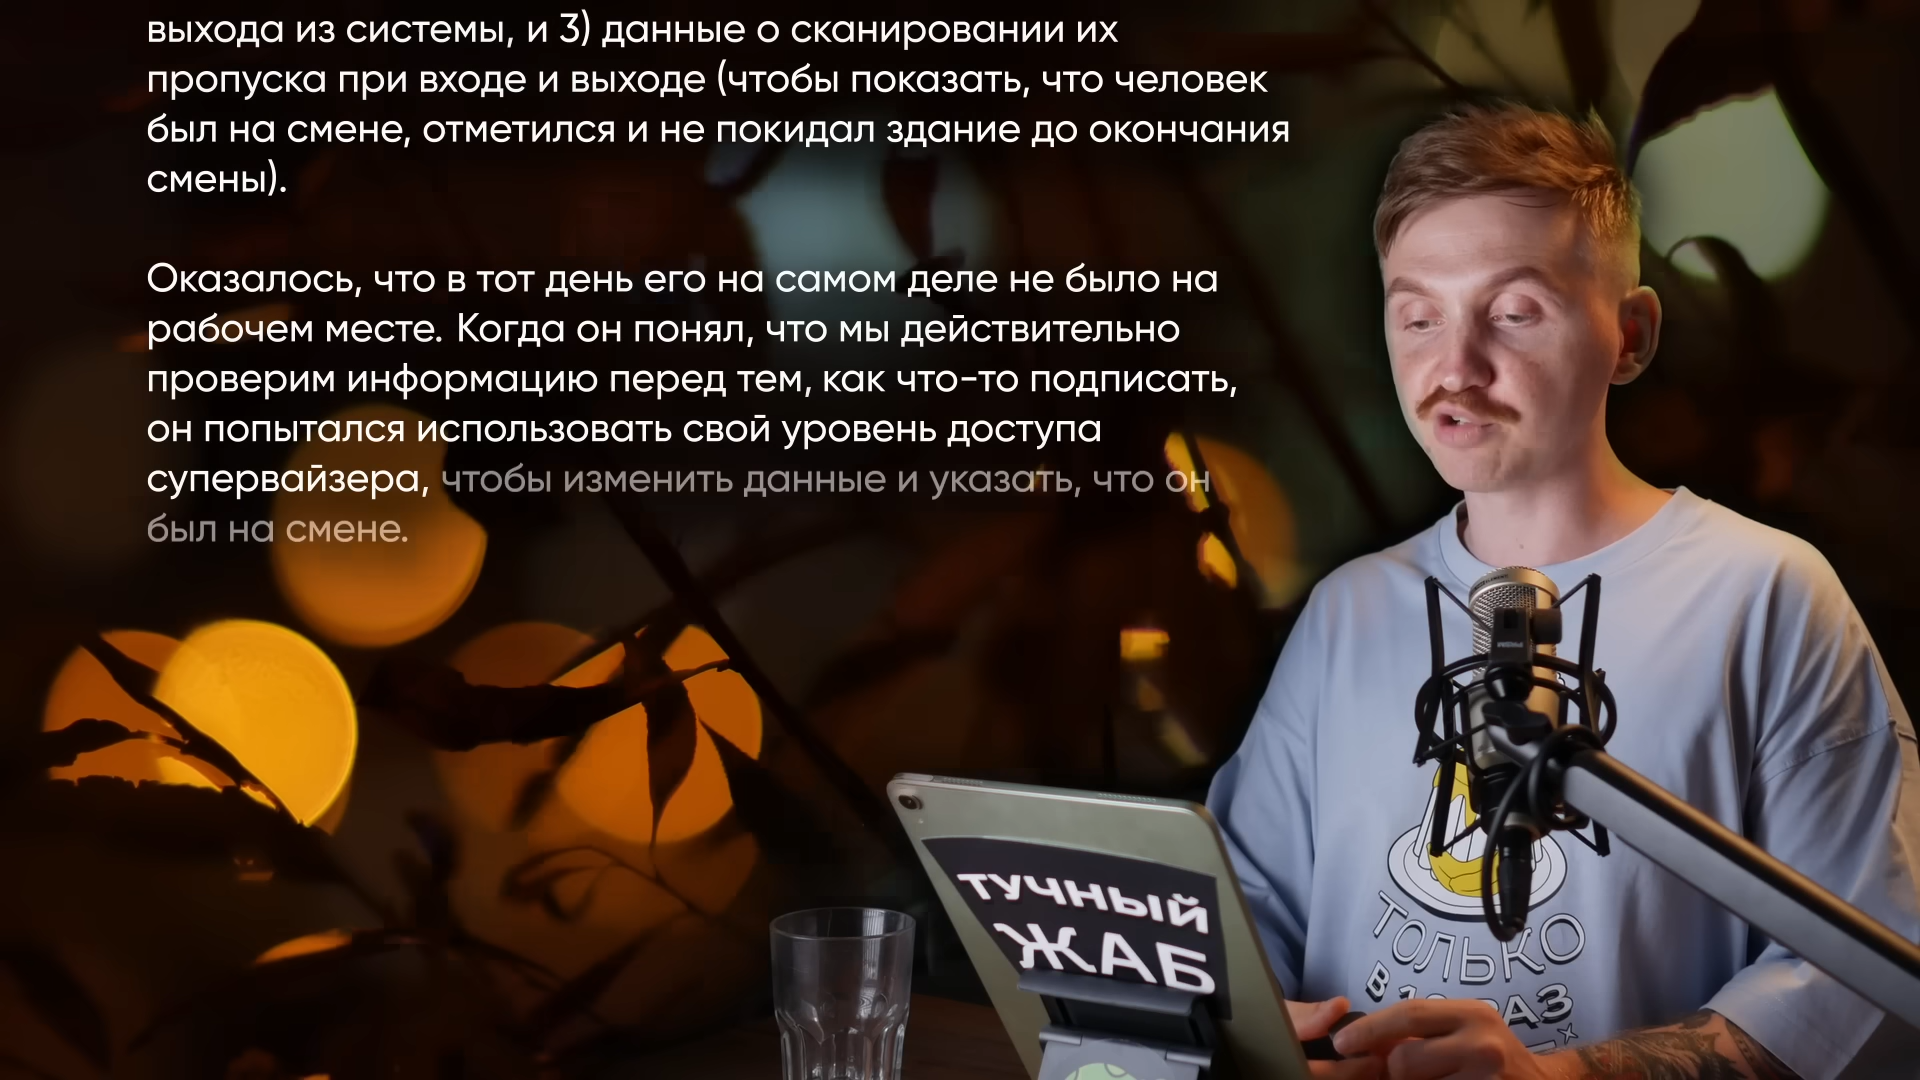 выхода из системы, и 3) данные о сканировании их
пропуска при входе и выходе (чтобы показать, что человек
был на смене, отметился и не покидал здание до окончания
смены).
Оказалось, что в тот день его на самом деле не было на
рабочем месте. Когда он понял, что мы действительно
проверим информацию перед тем, как что-то подписать,
он попытался использовать свой уровень доступа
супервайзера, чтобы изменить данные и указать, что он
был на смене.
ТУЧНЫЙ
ЖАБ
ТОЛЬКО
В РАЗ